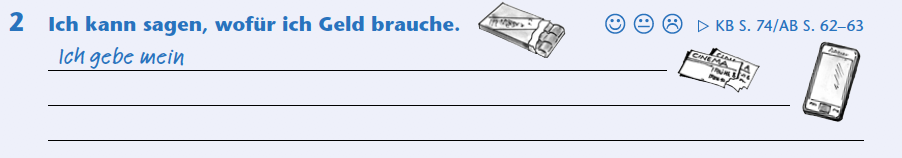 2 Ich kann sagen, wofür ich Geld brauche. ▷ KB S. 74/AB S. 62–63
Ich gebe mein
CINEMA